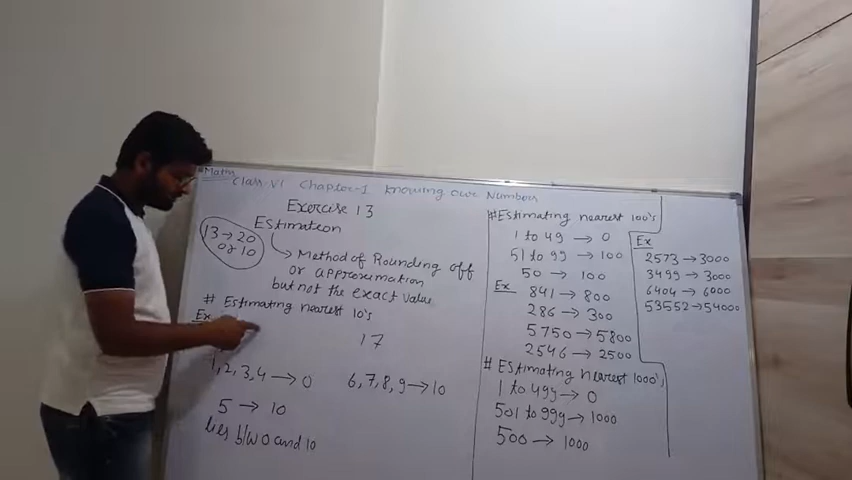 Maths
Class-VI Chapter-1 Knowing Our Numbers
Exercise 1.3
Estimation
13 → 20
or 10
Method of Rounding off
or approximation
but not the exact value
# Estimating nearest 10's
Ex
17
1,2,3,4 → 0
6,7,8,9 → 10
5 → 10
lies b/w 0 and 10
# Estimating nearest 100's
1 to 49 → 0
51 to 99 → 100
50 → 100
Ex
841 → 800
286 → 300
5750 → 5800
2546 → 2500
# Estimating nearest 1000's
1 to 499 → 0
501 to 999 → 1000
500 → 1000
Ex
2573 → 3000
3499 → 3000
6404 → 6000
53552 → 54000